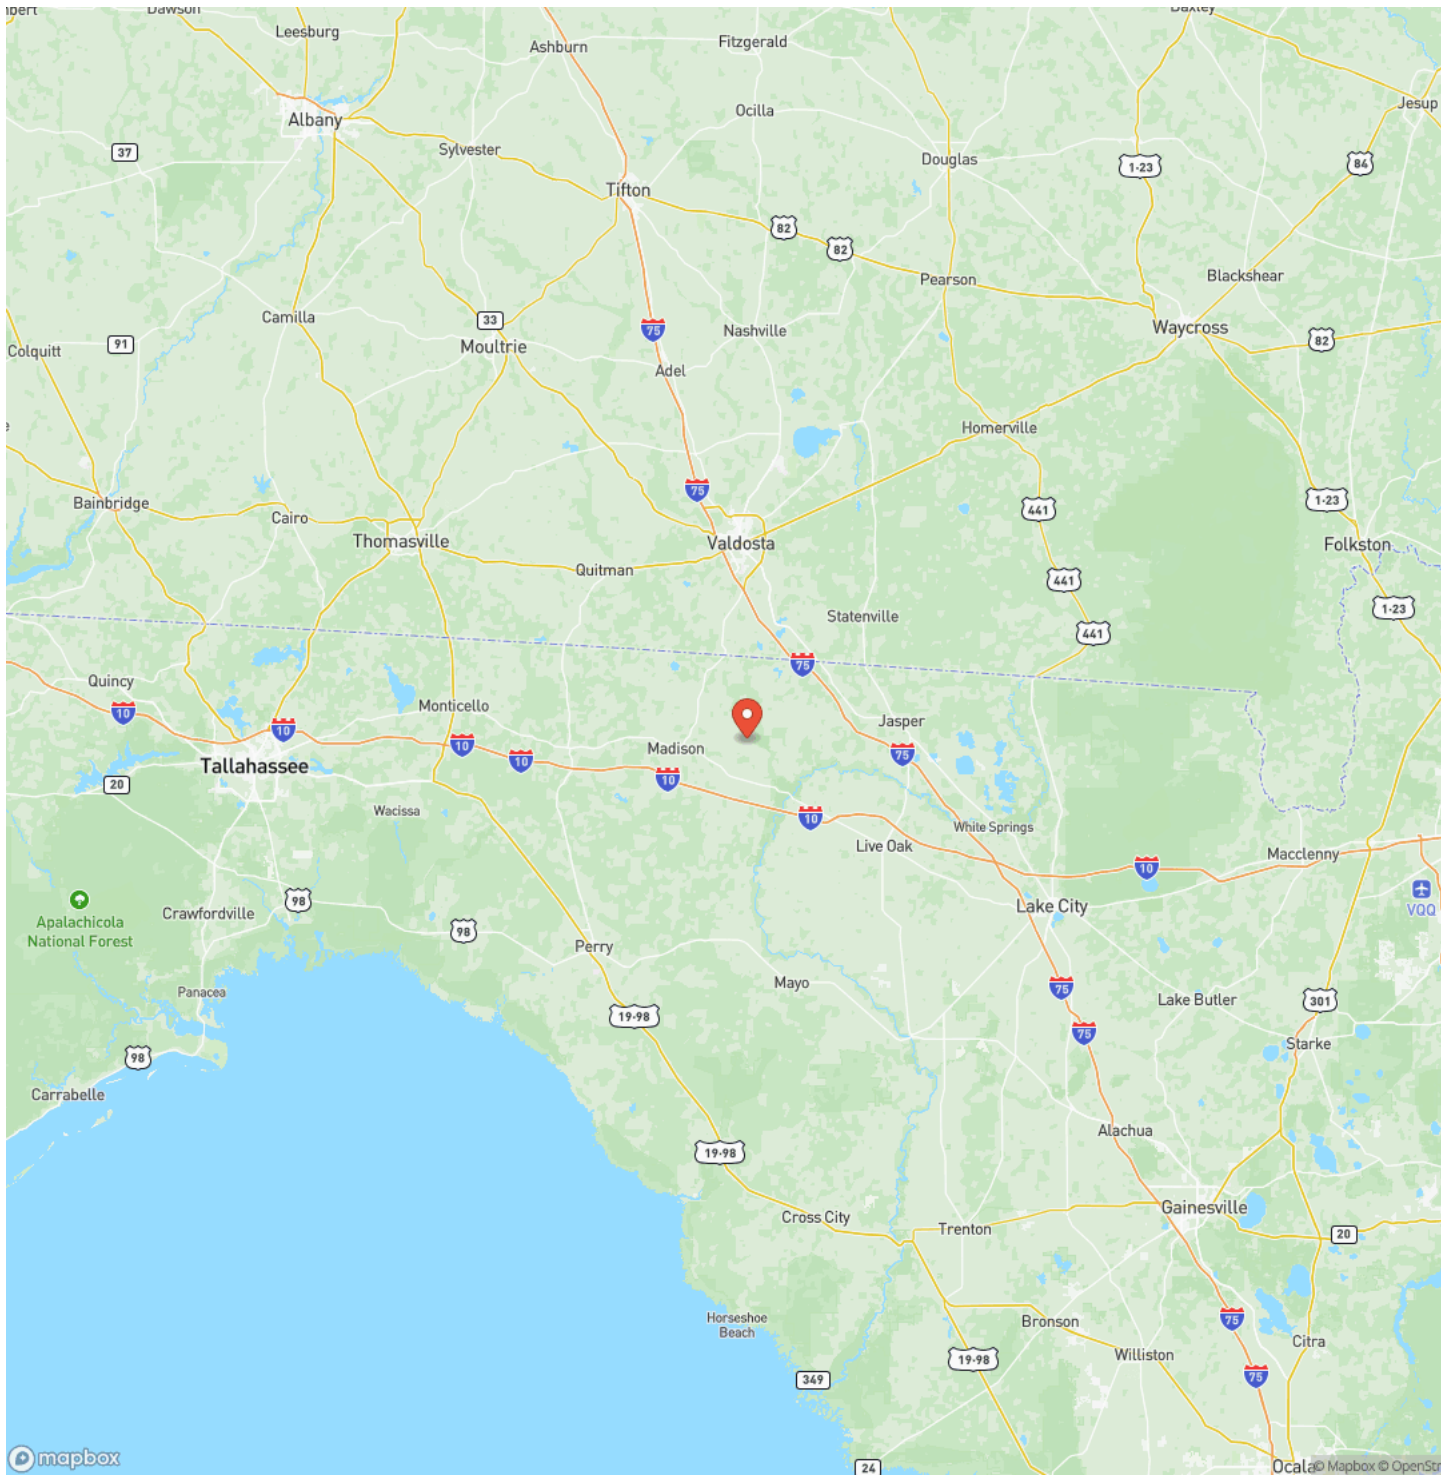 Dawson
Leesburg
Ashburn
Fitzgerald
Baxley
Ocilla
Jesup
Albany
37
Sylvester
Douglas
1-23
84
Tifton
82
82
Blackshear
Pearson
Camilla
33
75
Nashville
Waycross
82
Colquitt
91
Moultrie
Adel
Homerville
75
Bainbridge
Cairo
441
1-23
Thomasville
Valdosta
Folkston
Quitman
441
1-23
Statenville
441
75
Quincy
10
Monticello
10
Jasper
10
Madison
75
Tallahassee
10
10
20
Wacissa
10
White Springs
Live Oak
Macclenny
10
98
Apalachicola
National Forest
Crawfordville
98
Lake City
VQQ
Perry
Mayo
75
Panacea
19-98
Lake Butler
301
75
Starke
98
Carrabelle
Alachua
19-98
Gainesville
Cross City
Trenton
20
Horseshoe
Beach
Bronson
75
Citra
Williston
19-98
349
75
mapbox
24
Ocala
© Mapbox © OpenStr